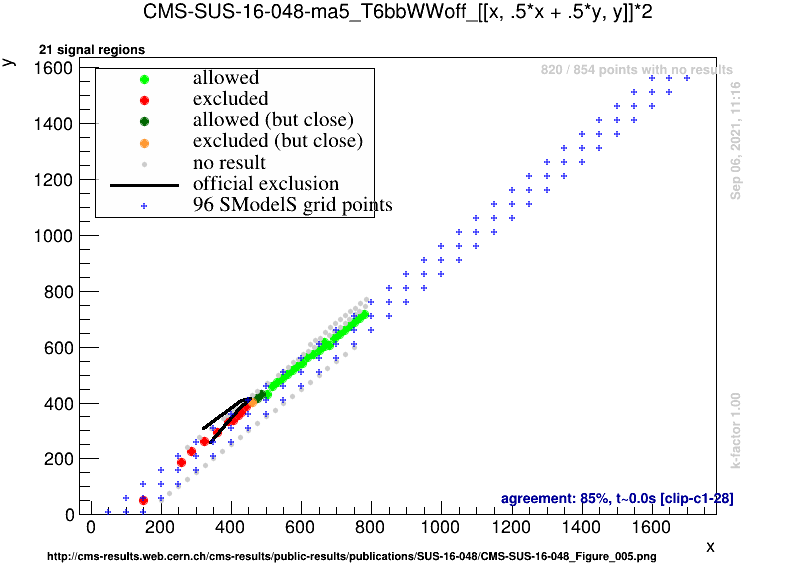 CMS-SUS-16-048-ma5_T6bbWWoff_[[x, .5*x + .5*y, y]]*2
21 signal regions
y
820 / 854 points with no results
allowed
excluded
allowed (but close)
excluded (but close)
no result
official exclusion
96 SModelS grid points
Sep 06, 2021, 11:16
k-factor 1.00
1600
1400
1200
1000
800
600
400
200
0
agreement: 85%, t~0.0s [clip-c1-28]
0 200 400 600 800 1000 1200 1400 1600
x
http://cms-results.web.cern.ch/cms-results/public-results/publications/SUS-16-048/CMS-SUS-16-048_Figure_005.png